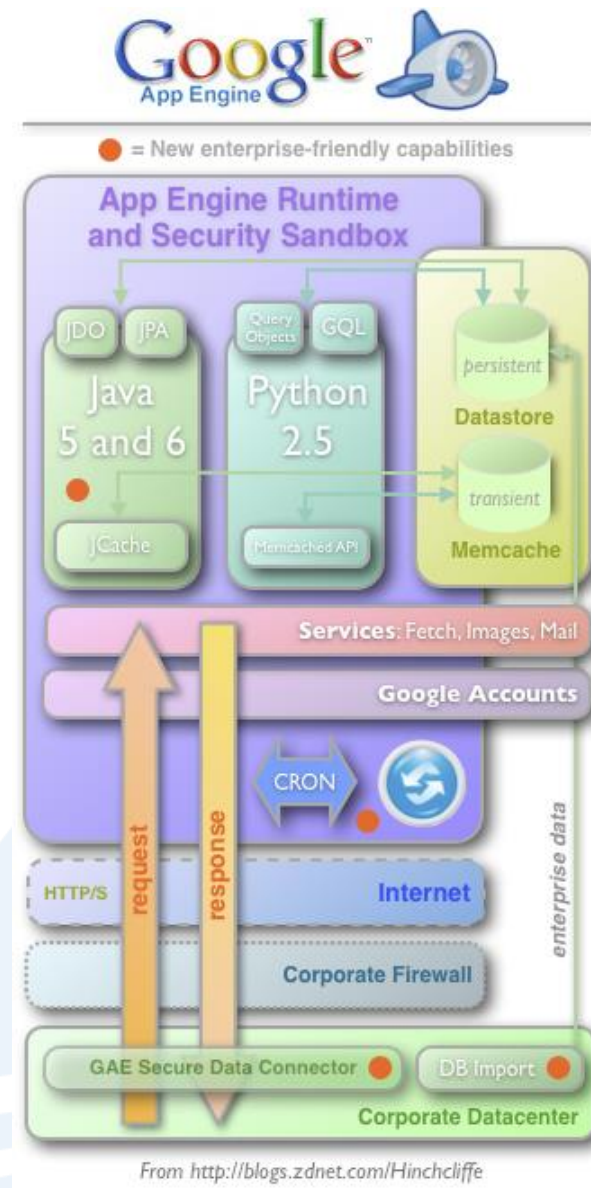 Google™
App Engine
= New enterprise-friendly capabilities
App Engine Runtime
and Security Sandbox
JDO
JPA
Java
5 and 6
JCache
Query
Objects
GQL
Python
2.5
Memcached API
persistent
Datastore
transient
Memcache
Services: Fetch, Images, Mail
Google Accounts
CRON
request
response
enterprise data
HTTP/S
Internet
Corporate Firewall
GAE Secure Data Connector
DB Import
Corporate Datacenter
From http://blogs.zdnet.com/Hinchcliffe